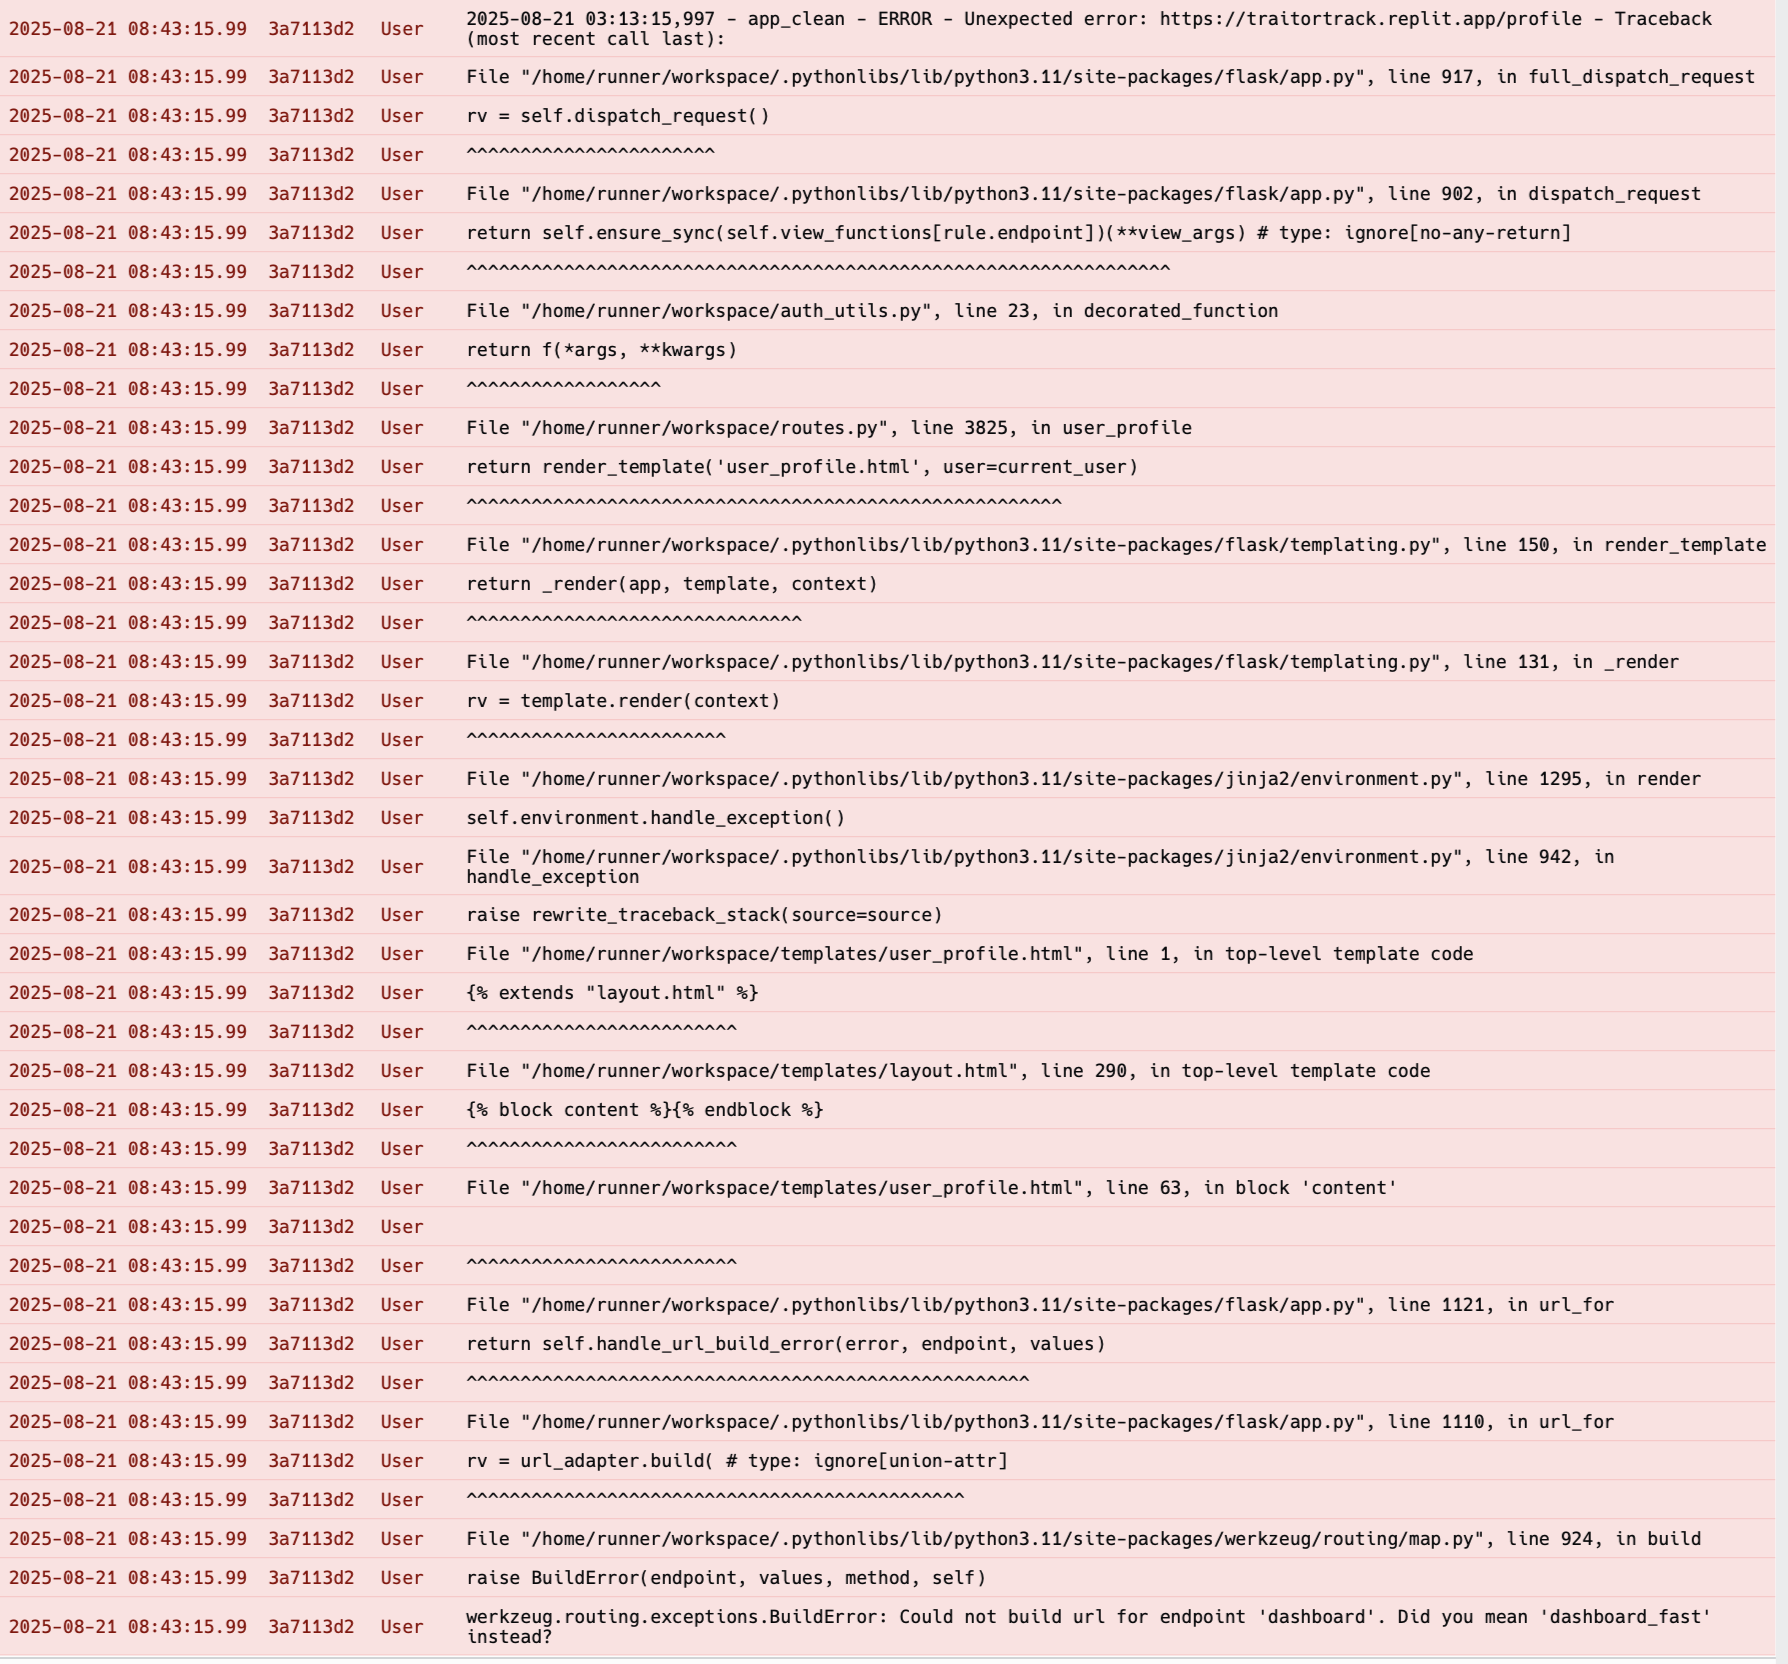 2025-08-21 08:43:15.99 3a7113d2 User 2025-08-21 03:13:15,997 - app_clean - ERROR - Unexpected error: https://traitortrack.replit.app/profile - Traceback
(most recent call last):
2025-08-21 08:43:15.99 3a7113d2 User File "/home/runner/workspace/.pythonlibs/lib/python3.11/site-packages/flask/app.py", line 917, in full_dispatch_request
2025-08-21 08:43:15.99 3a7113d2 User rv = self.dispatch_request()
2025-08-21 08:43:15.99 3a7113d2 User ^^^^^^^^^^^^^^^^^^^^^^^
2025-08-21 08:43:15.99 3a7113d2 User File "/home/runner/workspace/.pythonlibs/lib/python3.11/site-packages/flask/app.py", line 902, in dispatch_request
2025-08-21 08:43:15.99 3a7113d2 User return self.ensure_sync(self.view_functions[rule.endpoint])(**view_args) # type: ignore[no-any-return]
2025-08-21 08:43:15.99 3a7113d2 User ^^^^^^^^^^^^^^^^^^^^^^^^^^^^^^^^^^^^^^^^^^^^^^^^^^^^^^^^^^^^^^^^^
2025-08-21 08:43:15.99 3a7113d2 User File "/home/runner/workspace/auth_utils.py", line 23, in decorated_function
2025-08-21 08:43:15.99 3a7113d2 User return f(*args, **kwargs)
2025-08-21 08:43:15.99 3a7113d2 User ^^^^^^^^^^^^^^^^^^
2025-08-21 08:43:15.99 3a7113d2 User File "/home/runner/workspace/routes.py", line 3825, in user_profile
2025-08-21 08:43:15.99 3a7113d2 User return render_template('user_profile.html', user=current_user)
2025-08-21 08:43:15.99 3a7113d2 User ^^^^^^^^^^^^^^^^^^^^^^^^^^^^^^^^^^^^^^^^^^^^^^^^^^^^^^^
2025-08-21 08:43:15.99 3a7113d2 User File "/home/runner/workspace/.pythonlibs/lib/python3.11/site-packages/flask/templating.py", line 150, in render_template
2025-08-21 08:43:15.99 3a7113d2 User return _render(app, template, context)
2025-08-21 08:43:15.99 3a7113d2 User ^^^^^^^^^^^^^^^^^^^^^^^^^^^^^^^
2025-08-21 08:43:15.99 3a7113d2 User File "/home/runner/workspace/.pythonlibs/lib/python3.11/site-packages/flask/templating.py", line 131, in _render
2025-08-21 08:43:15.99 3a7113d2 User rv = template.render(context)
2025-08-21 08:43:15.99 3a7113d2 User ^^^^^^^^^^^^^^^^^^^^^^^^
2025-08-21 08:43:15.99 3a7113d2 User File "/home/runner/workspace/.pythonlibs/lib/python3.11/site-packages/jinja2/environment.py", line 1295, in render
2025-08-21 08:43:15.99 3a7113d2 User self.environment.handle_exception()
2025-08-21 08:43:15.99 3a7113d2 User File "/home/runner/workspace/.pythonlibs/lib/python3.11/site-packages/jinja2/environment.py", line 942, in
handle_exception
2025-08-21 08:43:15.99 3a7113d2 User raise rewrite_traceback_stack(source=source)
2025-08-21 08:43:15.99 3a7113d2 User File "/home/runner/workspace/templates/user_profile.html", line 1, in top-level template code
2025-08-21 08:43:15.99 3a7113d2 User {% extends "layout.html" %}
2025-08-21 08:43:15.99 3a7113d2 User ^^^^^^^^^^^^^^^^^^^^^^^^^
2025-08-21 08:43:15.99 3a7113d2 User File "/home/runner/workspace/templates/layout.html", line 290, in top-level template code
2025-08-21 08:43:15.99 3a7113d2 User {% block content %}{% endblock %}
2025-08-21 08:43:15.99 3a7113d2 User ^^^^^^^^^^^^^^^^^^^^^^^^^
2025-08-21 08:43:15.99 3a7113d2 User File "/home/runner/workspace/templates/user_profile.html", line 63, in block 'content'
2025-08-21 08:43:15.99 3a7113d2 User
2025-08-21 08:43:15.99 3a7113d2 User ^^^^^^^^^^^^^^^^^^^^^^^^^
2025-08-21 08:43:15.99 3a7113d2 User File "/home/runner/workspace/.pythonlibs/lib/python3.11/site-packages/flask/app.py", line 1121, in url_for
2025-08-21 08:43:15.99 3a7113d2 User return self.handle_url_build_error(error, endpoint, values)
2025-08-21 08:43:15.99 3a7113d2 User ^^^^^^^^^^^^^^^^^^^^^^^^^^^^^^^^^^^^^^^^^^^^^^^^^^^^
2025-08-21 08:43:15.99 3a7113d2 User File "/home/runner/workspace/.pythonlibs/lib/python3.11/site-packages/flask/app.py", line 1110, in url_for
2025-08-21 08:43:15.99 3a7113d2 User rv = url_adapter.build( # type: ignore[union-attr]
2025-08-21 08:43:15.99 3a7113d2 User ^^^^^^^^^^^^^^^^^^^^^^^^^^^^^^^^^^^^^^^^^^^^^^
2025-08-21 08:43:15.99 3a7113d2 User File "/home/runner/workspace/.pythonlibs/lib/python3.11/site-packages/werkzeug/routing/map.py", line 924, in build
2025-08-21 08:43:15.99 3a7113d2 User raise BuildError(endpoint, values, method, self)
2025-08-21 08:43:15.99 3a7113d2 User werkzeug.routing.exceptions.BuildError: Could not build url for endpoint 'dashboard'. Did you mean 'dashboard_fast'
instead?